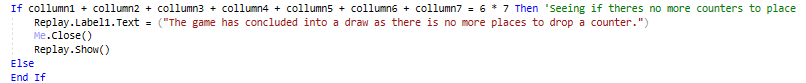 If collumn1 + collumn2 + collumn3 + collumn4 + collumn5 + collumn6 + collumn7 = 6 * 7 Then 'Seeing if theres no more counters to place
Replay.Label1.Text = ("The game has concluded into a draw as there is no more places to drop a counter.")
Me.Close()
Replay.Show()
Else
End If